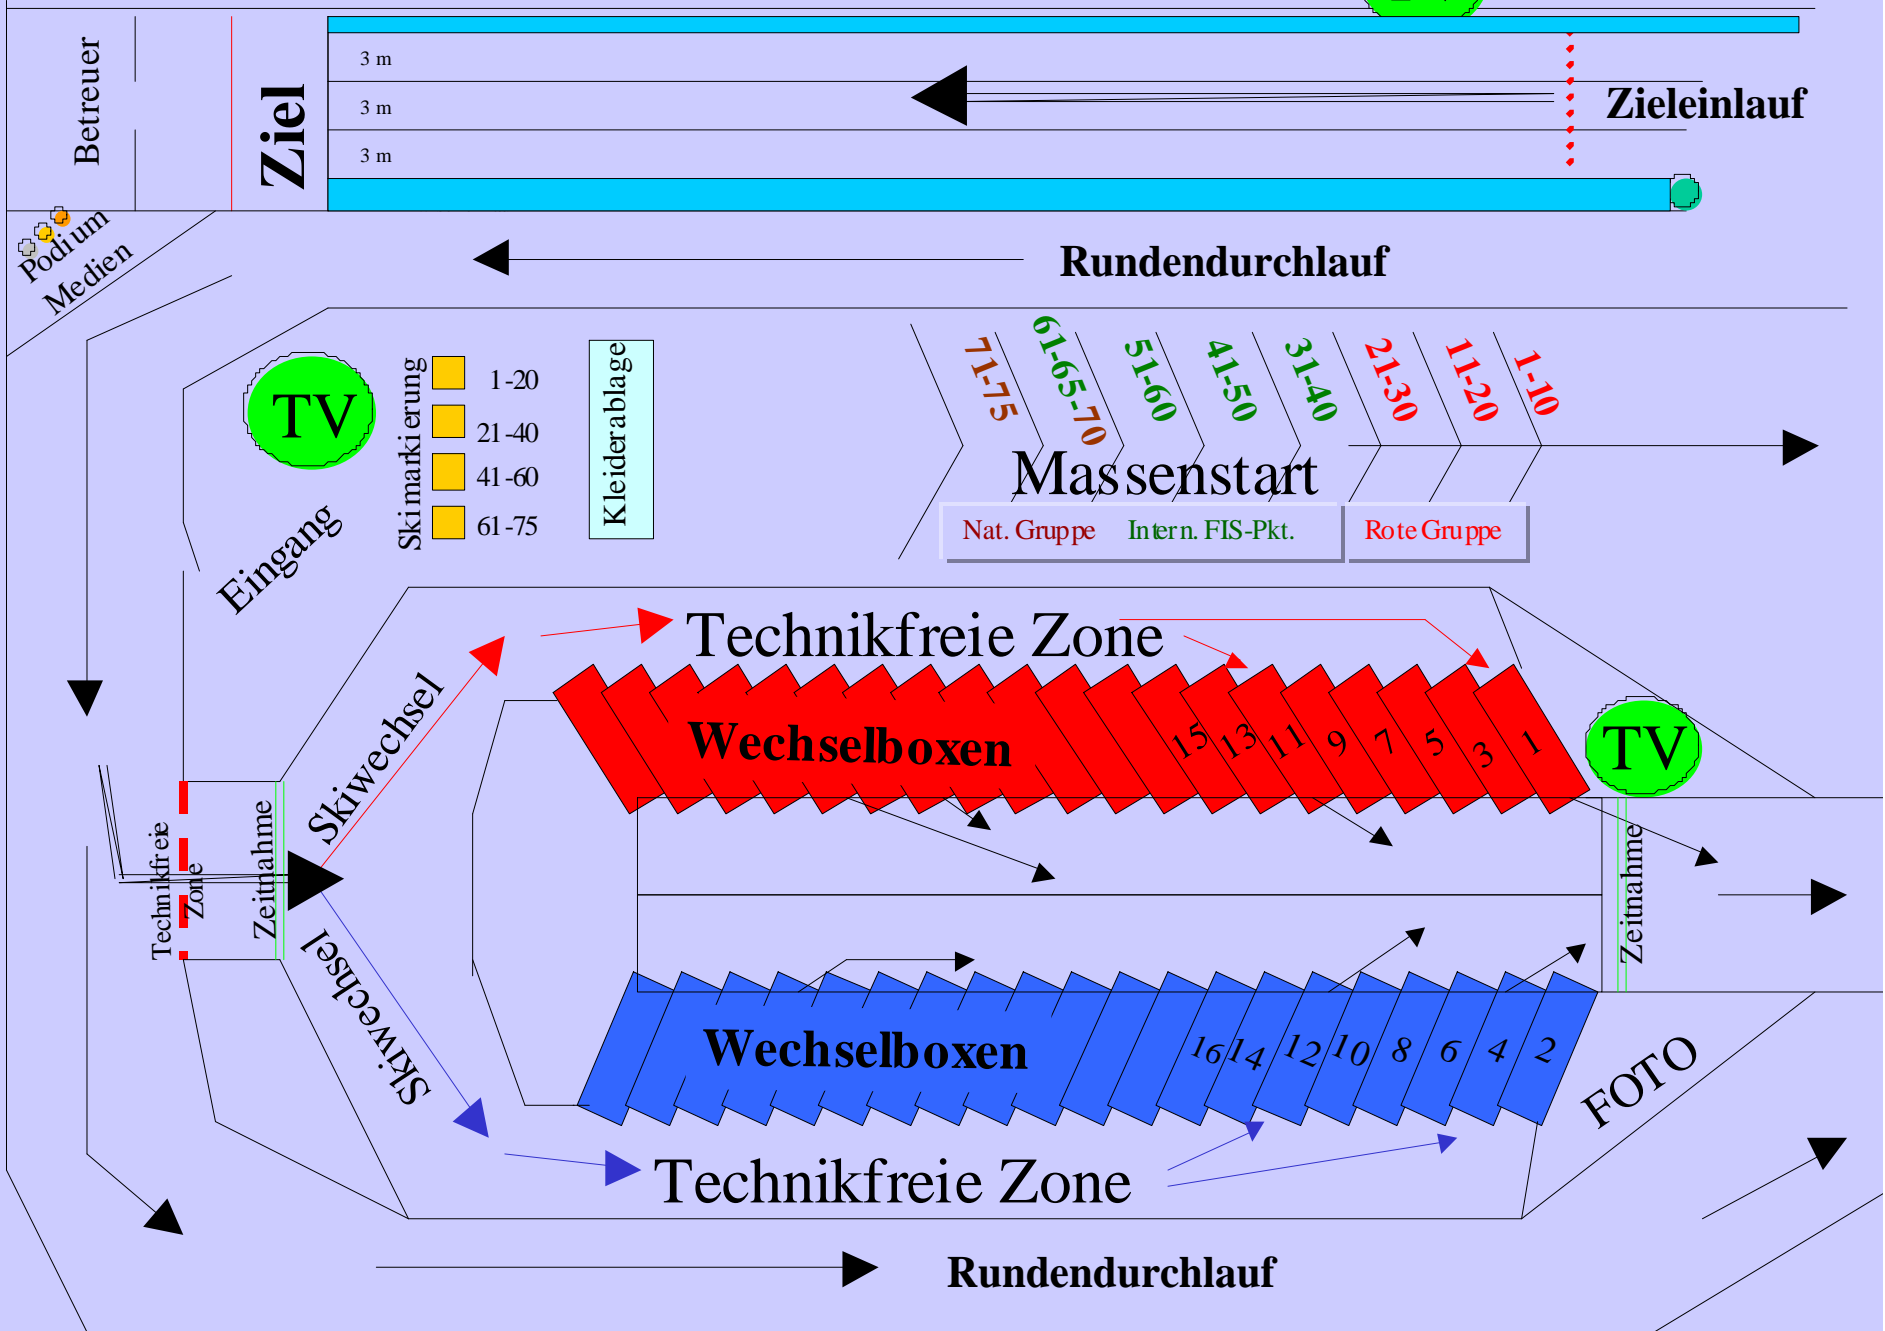 Betreuer
Ziel
3 m
3 m
3 m
Zieleinlauf
Podium
Medien
Rundendurchlauf
TV
Skimarkierung
1-20
21-40
41-60
61-75
Kleiderablage
71-75
61-65-70
51-60
41-50
31-40
21-30
11-20
1-10
Massenstart
Nat. Gruppe
Intern. FIS-Pkt.
Rote Gruppe
Eingang
Technikfreie Zone
Skiwechsel
Wechselboxen
15
13
11
9
7
5
3
1
TV
Technikfreie
Zone
Zeitnahme
Zeitnahme
Skiwechsel
Wechselboxen
16
14
12
10
8
6
4
2
FOTO
Technikfreie Zone
Rundendurchlauf